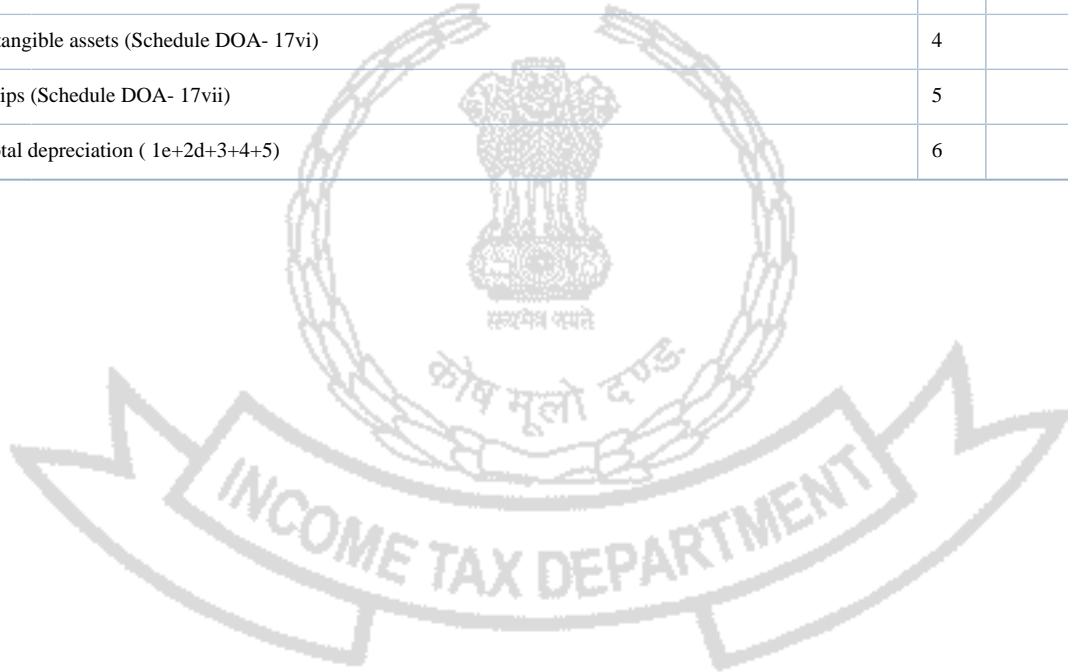 tangible assets (Schedule DOA- 17vi) 4
ips (Schedule DOA- 17vii) 5
tal depreciation ( 1e+2d+3+4+5) 6
सत्यमेव जयते
कोष मूलो दण्ड
INCOME TAX DEPARTMENT